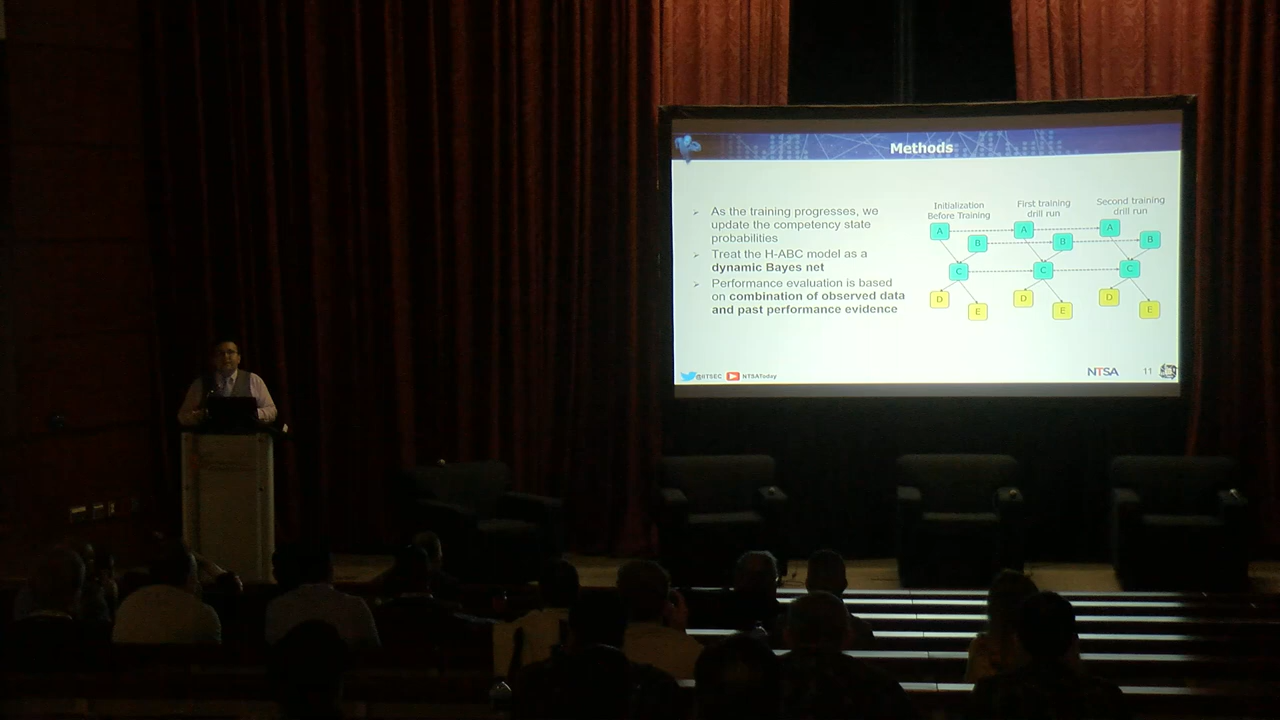 Methods
➢ As the training progresses, we
update the competency state
probabilities
➢ Treat the H-ABC model as a
dynamic Bayes net
➢ Performance evaluation is based
on combination of observed data
and past performance evidence
Initialization
Before Training
First training
drill run
Second training
drill run
A A A
B B B
C C C
D D D
E E E
@IITSEC NTSAToday
NTSA 11